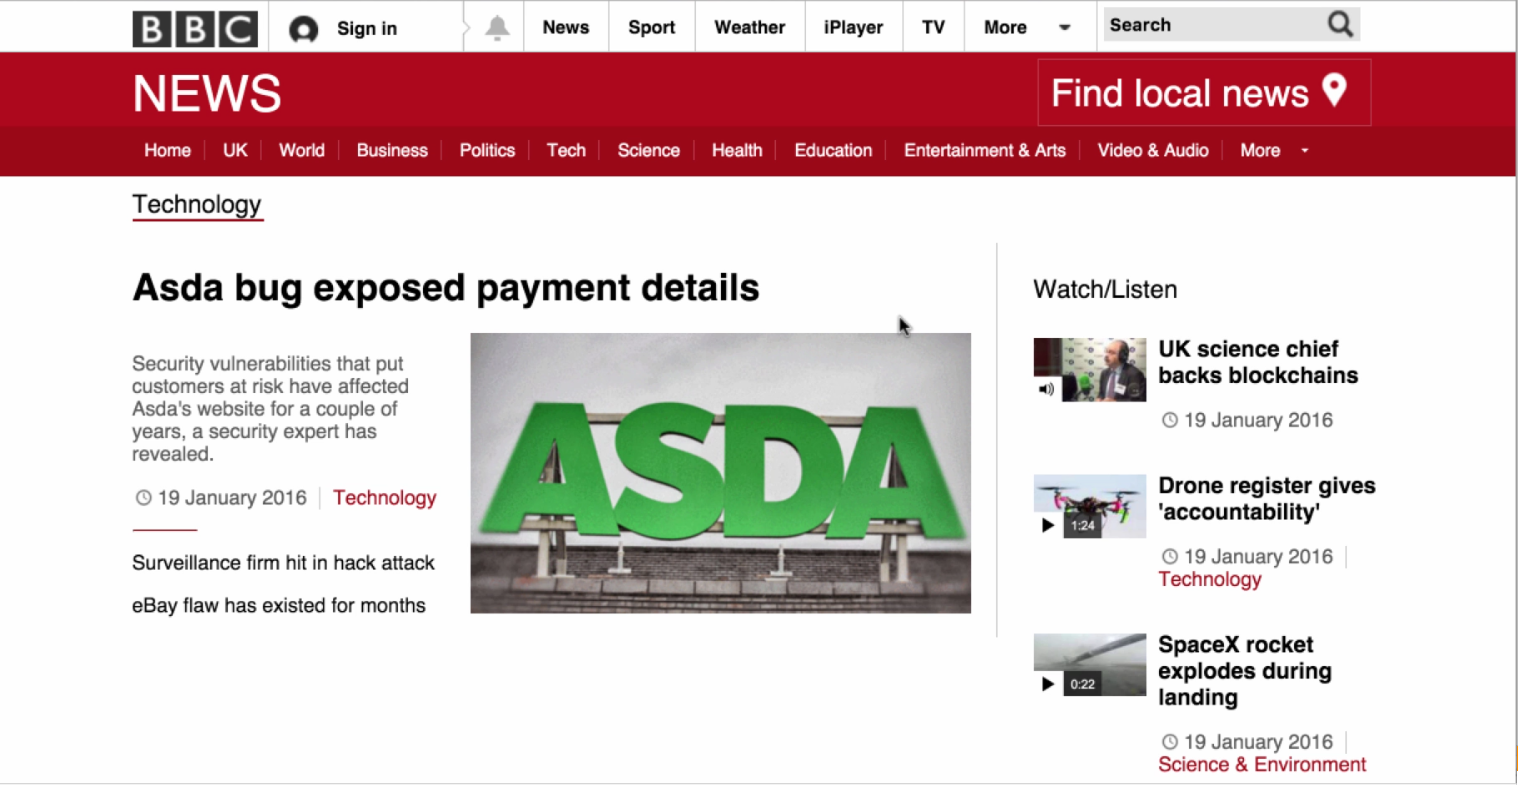 BBC Sign in News Sport Weather iPlayer TV More Search
NEWS Find local news
Home UK World Business Politics Tech Science Health Education Entertainment & Arts Video & Audio More
Technology
Asda bug exposed payment details
Security vulnerabilities that put
customers at risk have affected
Asda's website for a couple of
years, a security expert has
revealed.
19 January 2016 Technology
Surveillance firm hit in hack attack
eBay flaw has existed for months
ASDA
Watch/Listen
UK science chief
backs blockchains
19 January 2016
Drone register gives
'accountability'
1:24
19 January 2016
Technology
SpaceX rocket
explodes during
landing
0:22
19 January 2016
Science & Environment